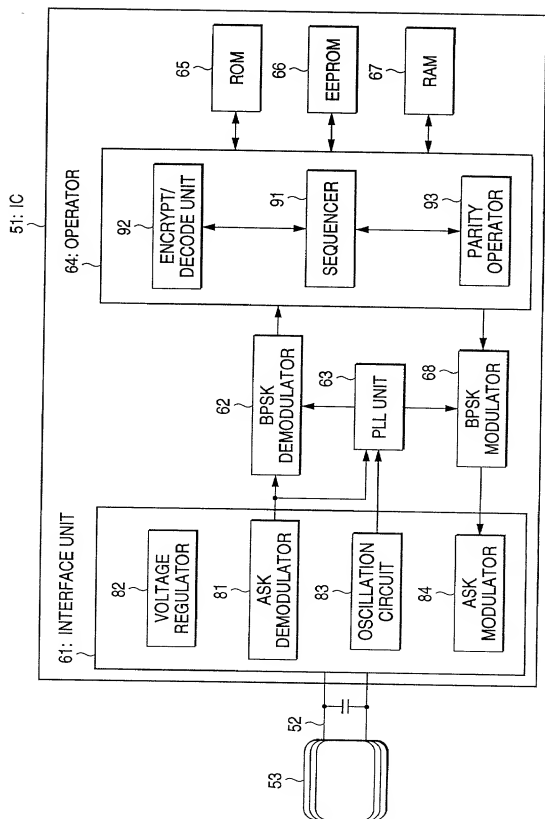 51: IC
61: INTERFACE UNIT
82
VOLTAGE
REGULATOR
81
ASK
DEMODULATOR
83
OSCILLATION
CIRCUIT
84
ASK
MODULATOR
52
53
62
BPSK
DEMODULATOR
63
PLL UNIT
68
BPSK
MODULATOR
64: OPERATOR
92
ENCRYPT/
DECODE UNIT
91
SEQUENCER
93
PARITY
OPERATOR
65
ROM
66
EEPROM
67
RAM